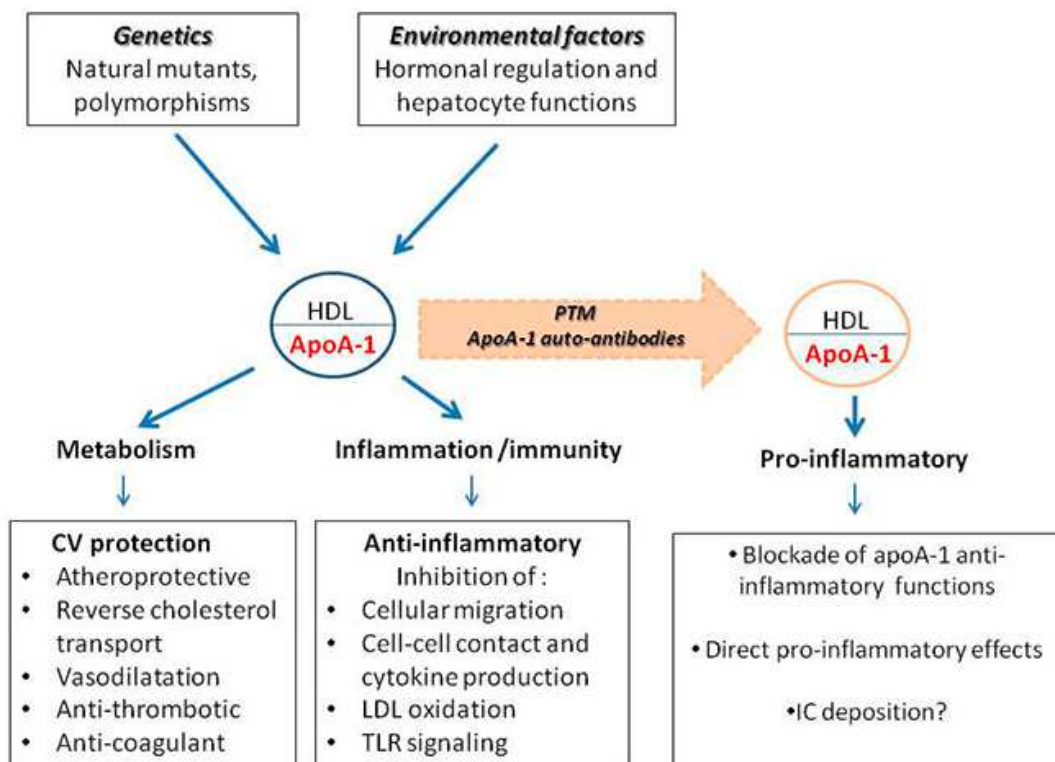 Genetics
Natural mutants,
polymorphisms
Environmental factors
Hormonal regulation and
hepatocyte functions
HDL
ApoA-1
PTM
ApoA-1 auto-antibodies
HDL
ApoA-1
Metabolism
Inflammation /immunity
Pro-inflammatory
CV protection
• Atheroprotective
• Reverse cholesterol
transport
• Vasodilatation
• Anti-thrombotic
• Anti-coagulant
Anti-inflammatory
Inhibition of :
• Cellular migration
• Cell-cell contact and
cytokine production
• LDL oxidation
• TLR signaling
• Blockade of apoA-1 anti-
inflammatory functions
• Direct pro-inflammatory effects
•IC deposition?